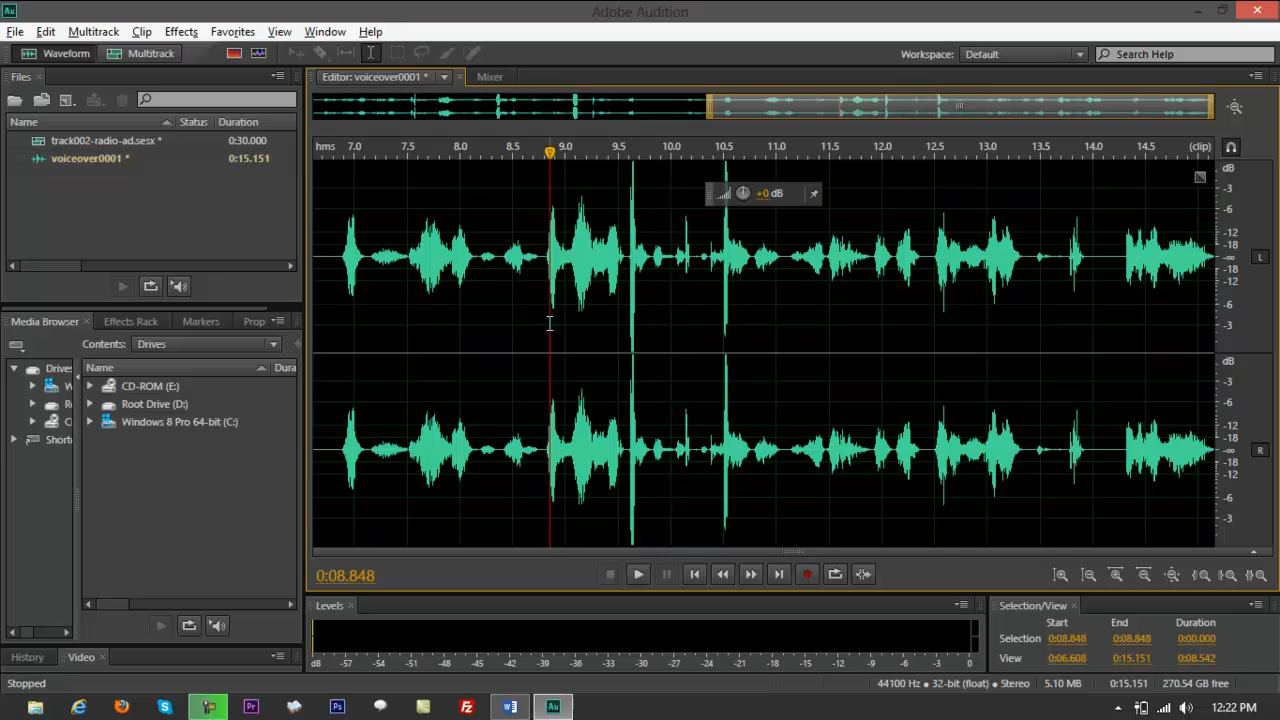 Au
Adobe Audition
File Edit Multitrack Clip Effects Favorites View Window Help
Waveform Multitrack Workspace: Default Search Help
Files
Name Status Duration
track002-radio-ad.sesx * 0:30.000
voiceover0001 * 0:15.151
Media Browser Effects Rack Markers Prop
Contents: Drives
Drives Name Dura
CD-ROM (E:)
Root Drive (D:)
Windows 8 Pro 64-bit (C:)
Short
History Video
Editor: voiceover0001 * Mixer
hms 7.0 7.5 8.0 8.5 9.0 9.5 10.0 10.5 11.0 11.5 12.0 12.5 13.0 13.5 14.0 14.5 (clip)
+0 dB
dB
-3
-6
-12
-18
-∞
-18
-12
-6
-3
L
dB
-3
-6
-12
-18
-∞
-18
-12
-6
-3
R
0:08.848
Levels
dB -57 -54 -51 -48 -45 -42 -39 -36 -33 -30 -27 -24 -21 -18 -15 -12 -9 -6 -3 0
Selection/View
Start End Duration
Selection 0:08.848 0:08.848 0:00.000
View 0:06.608 0:15.151 0:08.542
Stopped 44100 Hz • 32-bit (float) • Stereo 5.10 MB 0:15.151 270.54 GB free
Pr Ps Fz W Au 12:22 PM